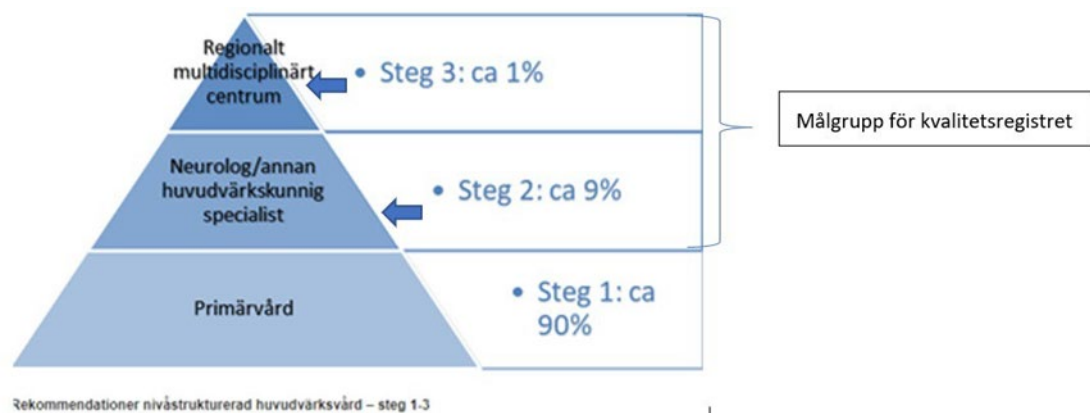 Regionalt
multidisciplinärt
centrum
• Steg 3: ca 1%
Målgrupp för kvalitetsregistret
Neurolog/annan
huvudvärkskunnig
specialist
• Steg 2: ca 9%
Primärvård
• Steg 1: ca
90%
Rekommendationer nivåstrukturerad huvudvärksvård – steg 1-3